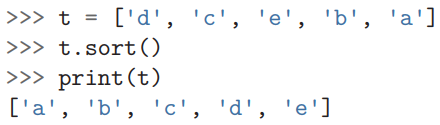 >>> t = ['d', 'c', 'e', 'b', 'a']
>>> t.sort()
>>> print(t)
['a', 'b', 'c', 'd', 'e']